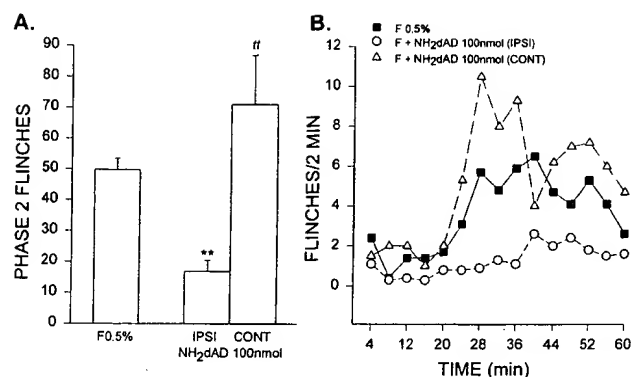 A.
PHASE 2 FLINCHES
90
80
70
60
50
40
30
20
10
0
**
tt
F0.5% IPSI CONT
NH2dAD 100nmol
B.
F 0.5%
F + NH2dAD 100nmol (IPSI)
F + NH2dAD 100nmol (CONT)
FLINCHES/2 MIN
12
10
8
6
4
2
0
4 12 20 28 36 44 52 60
TIME (min)